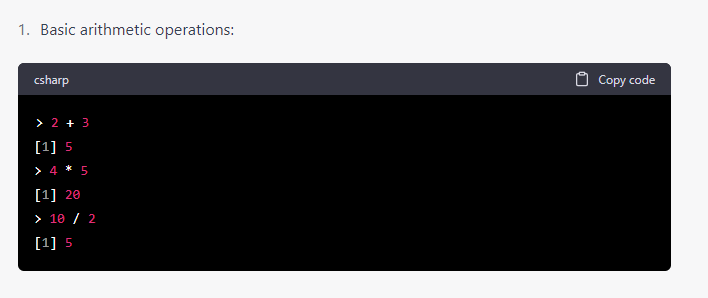 1. Basic arithmetic operations:
csharp Copy code
> 2 + 3
[1] 5
> 4 * 5
[1] 20
> 10 / 2
[1] 5